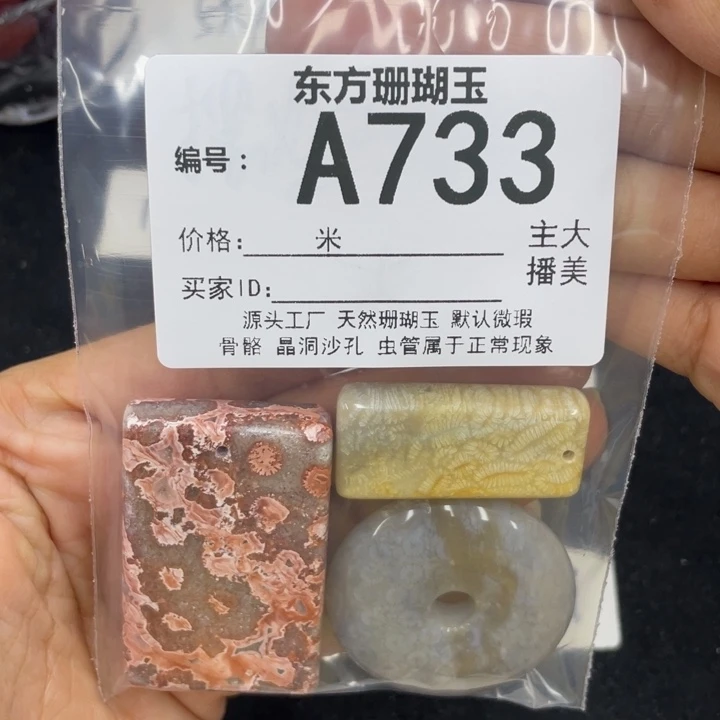 东方珊瑚玉
编号：A733
价格：米
买家ID：
主大
播美
源头工厂 天然珊瑚玉 默认微瑕
骨骼 晶洞沙孔 虫管属于正常现象